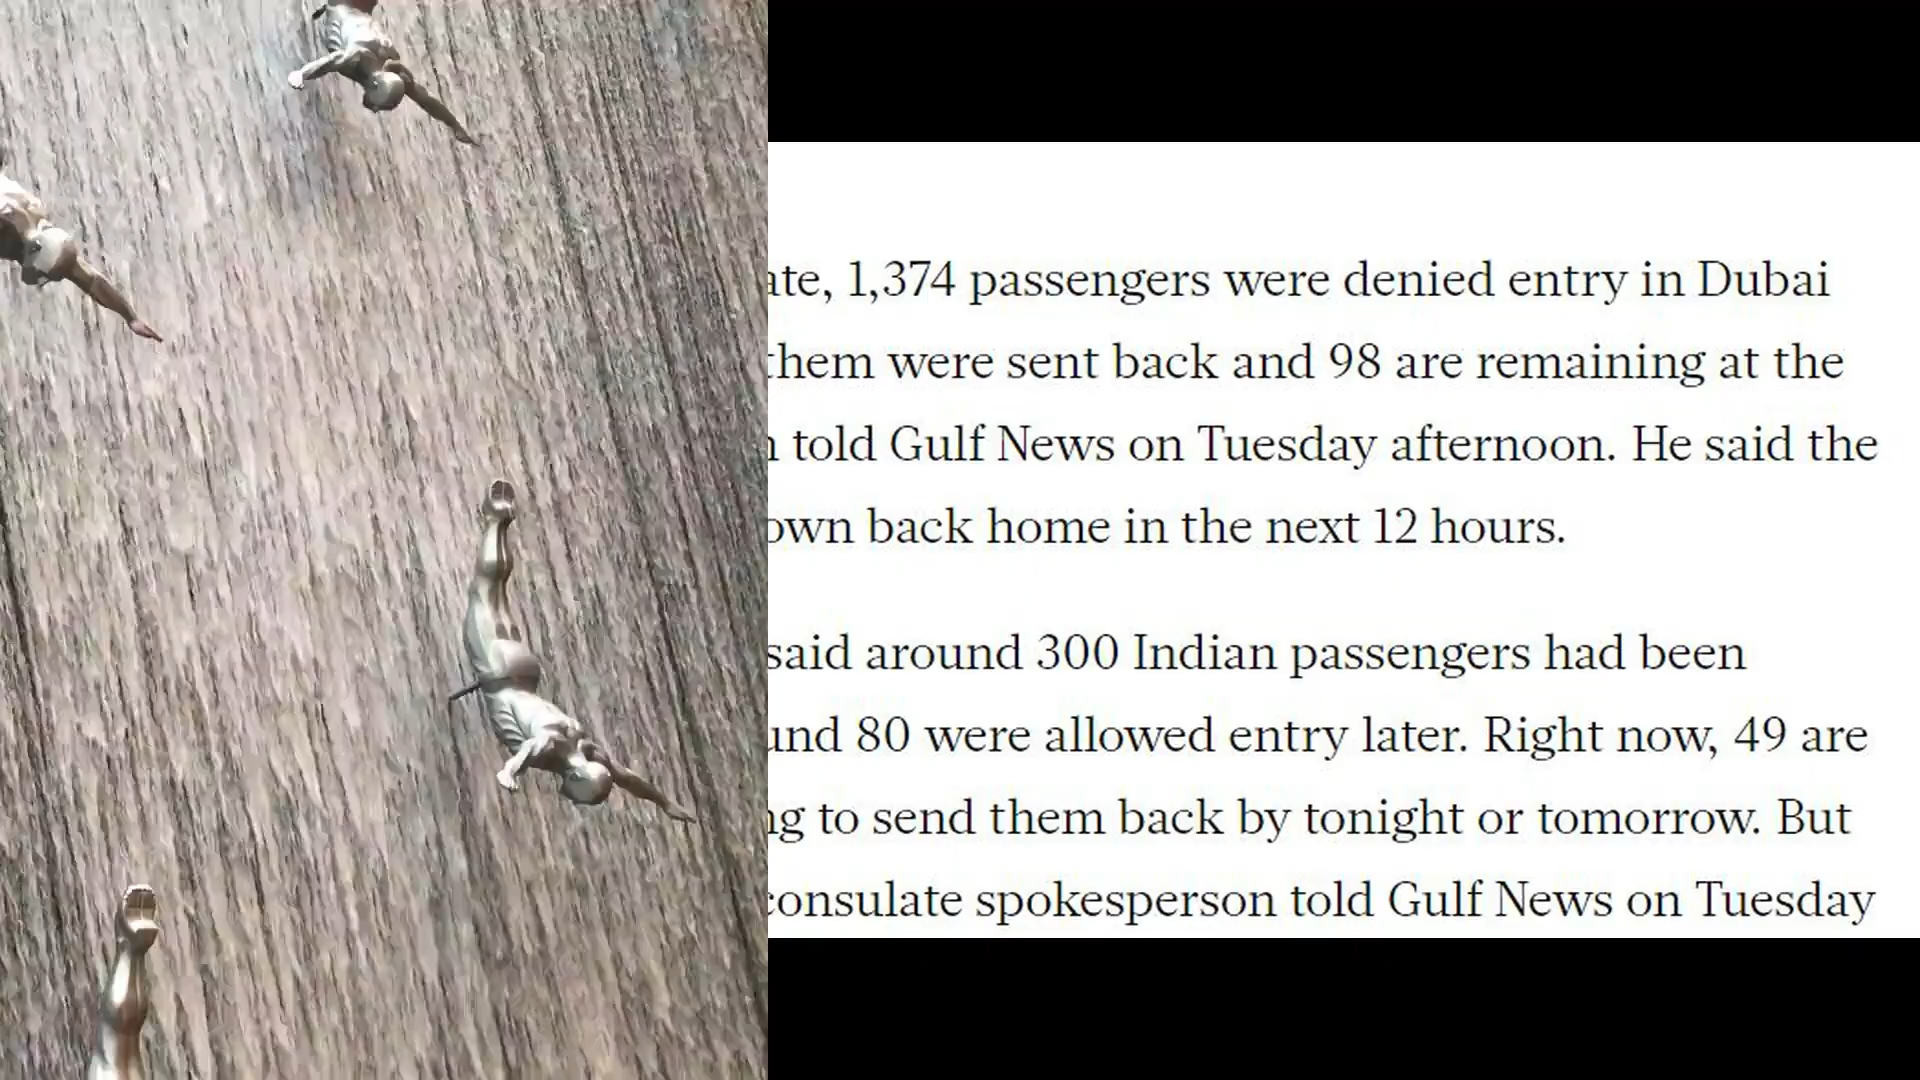 ate, 1,374 passengers were denied entry in Dubai
them were sent back and 98 are remaining at the
told Gulf News on Tuesday afternoon. He said the
own back home in the next 12 hours.
said around 300 Indian passengers had been
und 80 were allowed entry later. Right now, 49 are
ng to send them back by tonight or tomorrow. But
consulate spokesperson told Gulf News on Tuesday